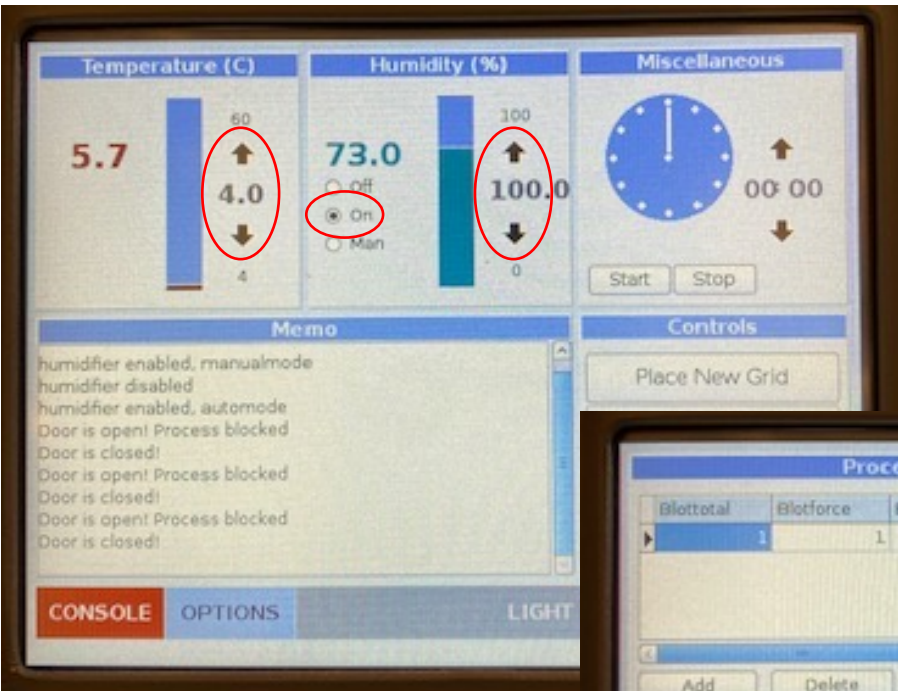 Temperature (C)
Humidity (%)
Miscellaneous
60
5.7
4.0
4
73.0
Off
On
Man
100
100.0
0
00:00
Start
Stop
Memo
humidifier enabled, manualmode
humidifier disabled
humidifier enabled, automode
Door is open! Process blocked
Door is closed!
Door is open! Process blocked
Door is closed!
Door is open! Process blocked
Door is closed!
Controls
Place New Grid
CONSOLE
OPTIONS
LIGHT
Proce
Blottotal
Blotforce
1
1
Add
Delete